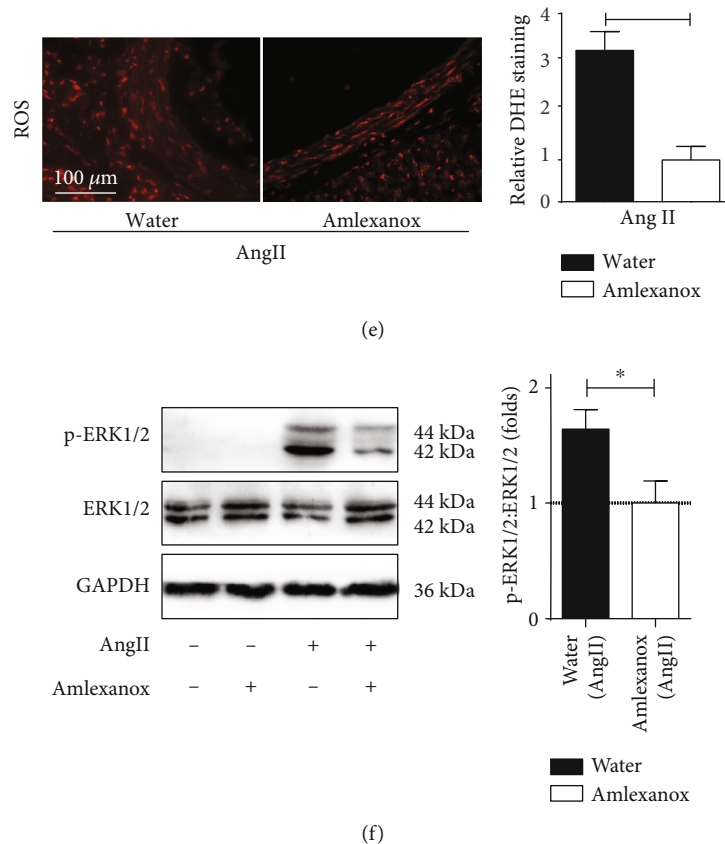 ROS
100 μm
Water
Amlexanox
AngII
Relative DHE staining
4
3
2
1
0
Ang II
Water
Amlexanox
(e)
p-ERK1/2
44 kDa
42 kDa
ERK1/2
44 kDa
42 kDa
GAPDH
36 kDa
AngII – – + +
Amlexanox – + – +
p-ERK1/2:ERK1/2 (folds)
2
1
0
*
Water
(AngII)
Amlexanox
(AngII)
Water
Amlexanox
(f)